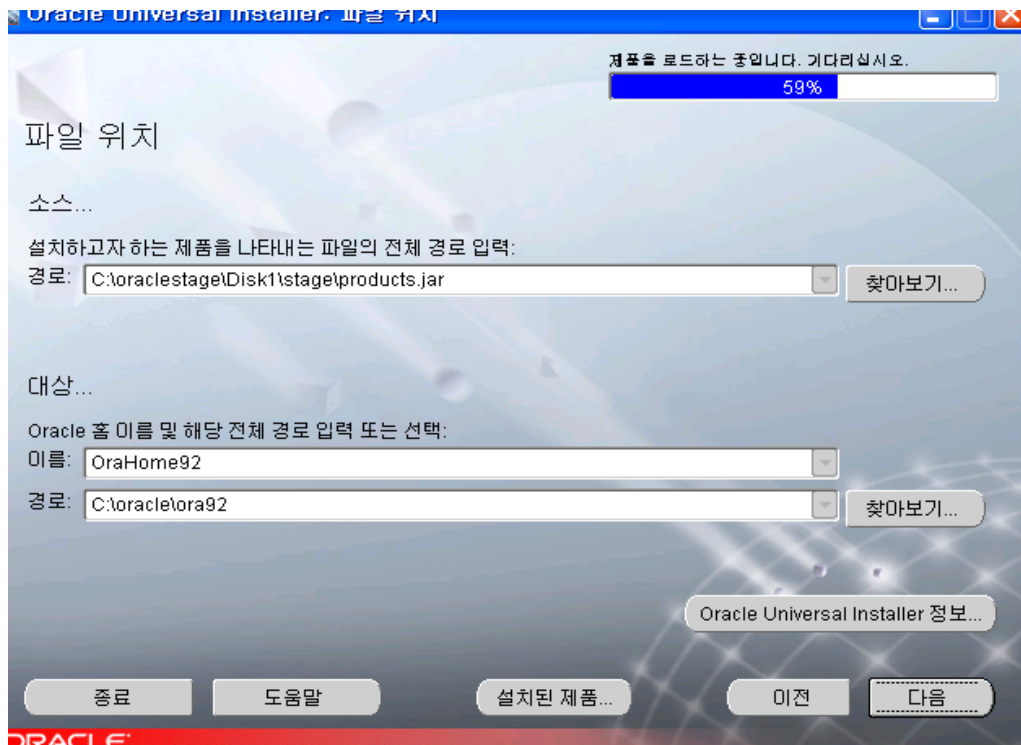 Oracle Universal Installer: 파일 위치
제품을 로드하는 중입니다. 기다리십시오.
59%
파일 위치
소스...
설치하고자 하는 제품을 나타내는 파일의 전체 경로 입력:
경로: C:\oraclestage\Disk1\stage\products.jar 찾아보기...
대상...
Oracle 홈 이름 및 해당 전체 경로 입력 또는 선택:
이름: OraHome92
경로: C:\oracle\ora92 찾아보기...
Oracle Universal Installer 정보...
종료 도움말 설치된 제품... 이전 다음
ORACLE